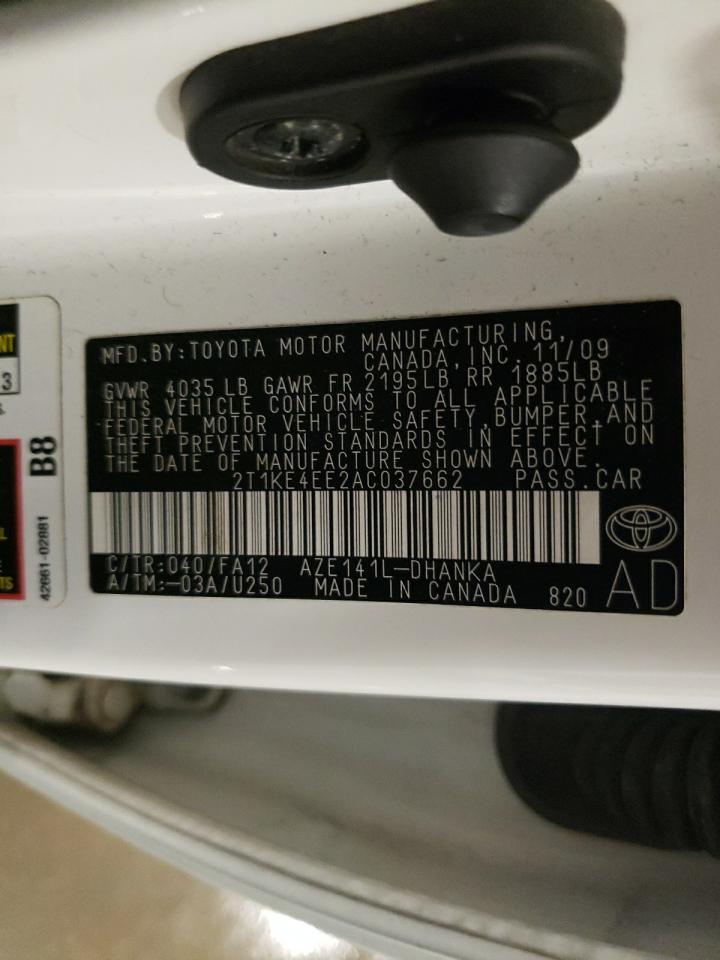 MFD.BY:TOYOTA MOTOR MANUFACTURING,
CANADA,INC. 11/09
GVWR 4035 LB GAWR FR 2195LB RR 1885LB
THIS VEHICLE CONFORMS TO ALL APPLICABLE
FEDERAL MOTOR VEHICLE SAFETY,BUMPER,AND
THEFT PREVENTION STANDARDS IN EFFECT ON
THE DATE OF MANUFACTURE SHOWN ABOVE.
2T1KE4EE2AC037662 PASS.CAR
C/TR:040/FA12 AZE141L-DHANKA
A/TM:-03A/U250 MADE IN CANADA 820 AD
NT
3
S.
B8
42661-02881
L
E
TS